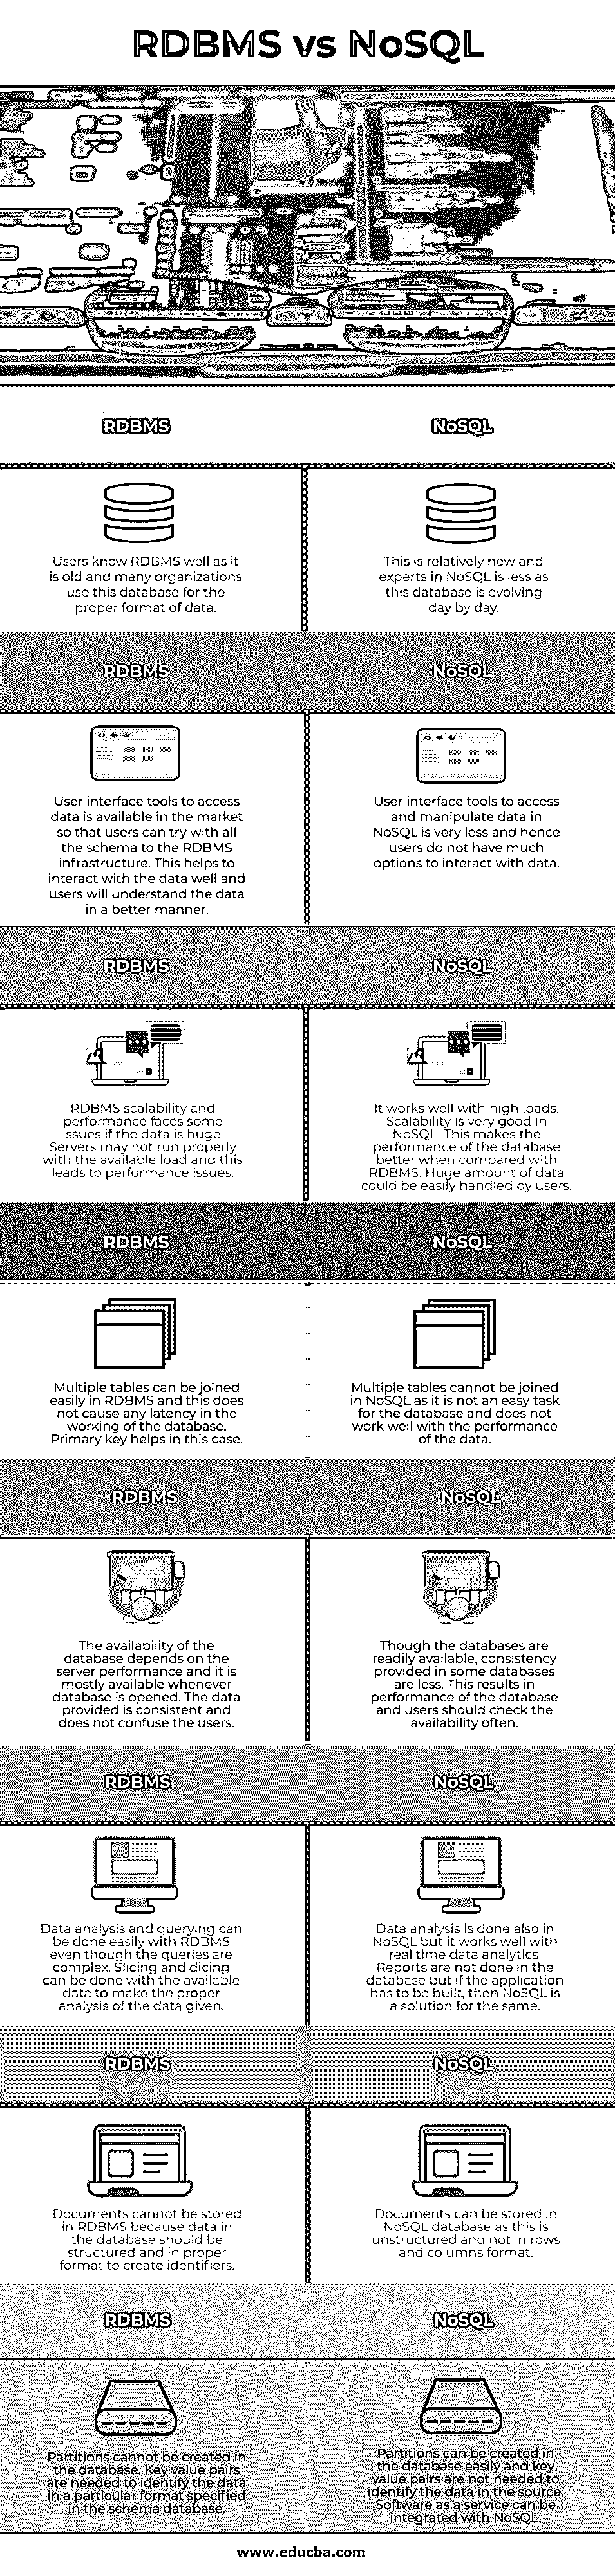 RDBMS vs NoSQL
RDBMS
NoSQL
Users know RDBMS well as it
is old and many organizations
use this database for the
proper format of data.
This is relatively new and
experts in NoSQL is less as
this database is evolving
day by day.
RDBMS
NoSQL
User interface tools to access
data is available in the market
so that users can try with all
the schema to the RDBMS
infrastructure. This helps to
interact with the data well and
users will understand the data
in a better manner.
User interface tools to access
and manipulate data in
NoSQL is very less and hence
users do not have much
options to interact with data.
RDBMS
NoSQL
RDBMS scalability and
performance faces some
issues if the data is huge.
Servers may not run properly
with the available load and this
leads to performance issues.
It works well with high loads.
Scalability is very good in
NoSQL. This makes the
performance of the database
better when compared with
RDBMS. Huge amount of data
could be easily handled by users.
RDBMS
NoSQL
Multiple tables can be joined
easily in RDBMS and this does
not cause any latency in the
working of the database.
Primary key helps in this case.
Multiple tables cannot be joined
in NoSQL as it is not an easy task
for the database and does not
work well with the performance
of the data.
RDBMS
NoSQL
The availability of the
database depends on the
server performance and it is
mostly available whenever
database is opened. The data
provided is consistent and
does not confuse the users.
Though the databases are
readily available, consistency
provided in some databases
are less. This results in
performance of the database
and users should check the
availability often.
RDBMS
NoSQL
Data analysis and querying can
be done easily with RDBMS
even though the queries are
complex. Slicing and dicing
can be done with the available
data to make the proper
analysis of the data given.
Data analysis is done also in
NoSQL but it works well with
real time data analytics.
Reports are not done in the
database but if the application
has to be built, then NoSQL is
a solution for the same.
RDBMS
NoSQL
Documents cannot be stored
in RDBMS because data in
the database should be
structured and in proper
format to create identifiers.
Documents can be stored in
NoSQL database as this is
unstructured and not in rows
and columns format.
RDBMS
NoSQL
Partitions cannot be created in
the database. Key value pairs
are needed to identify the data
in a particular format specified
in the schema database.
Partitions can be created in
the database easily and key
value pairs are not needed to
identify the data in the source.
Software as a service can be
integrated with NoSQL.
www.educba.com